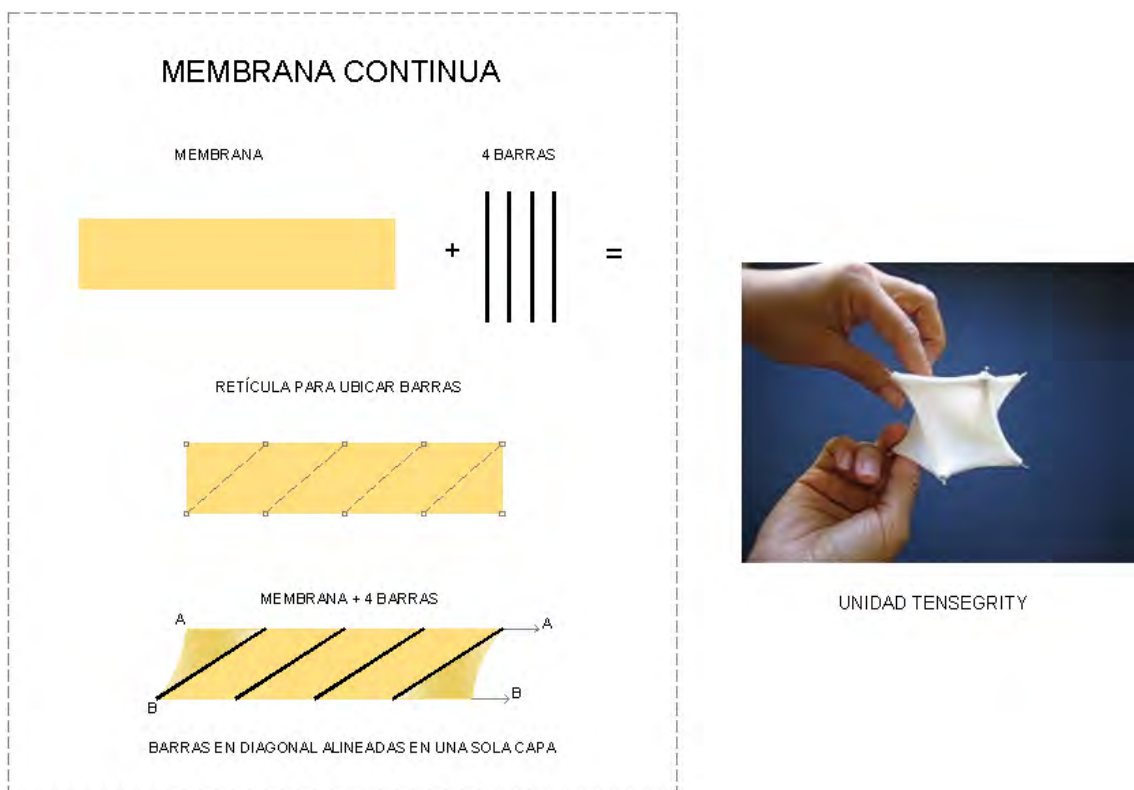 MEMBRANA CONTINUA
MEMBRANA
4 BARRAS
+
=
RETÍCULA PARA UBICAR BARRAS
MEMBRANA + 4 BARRAS
A
A
B
B
BARRAS EN DIAGONAL ALINEADAS EN UNA SOLA CAPA
UNIDAD TENSEGRITY